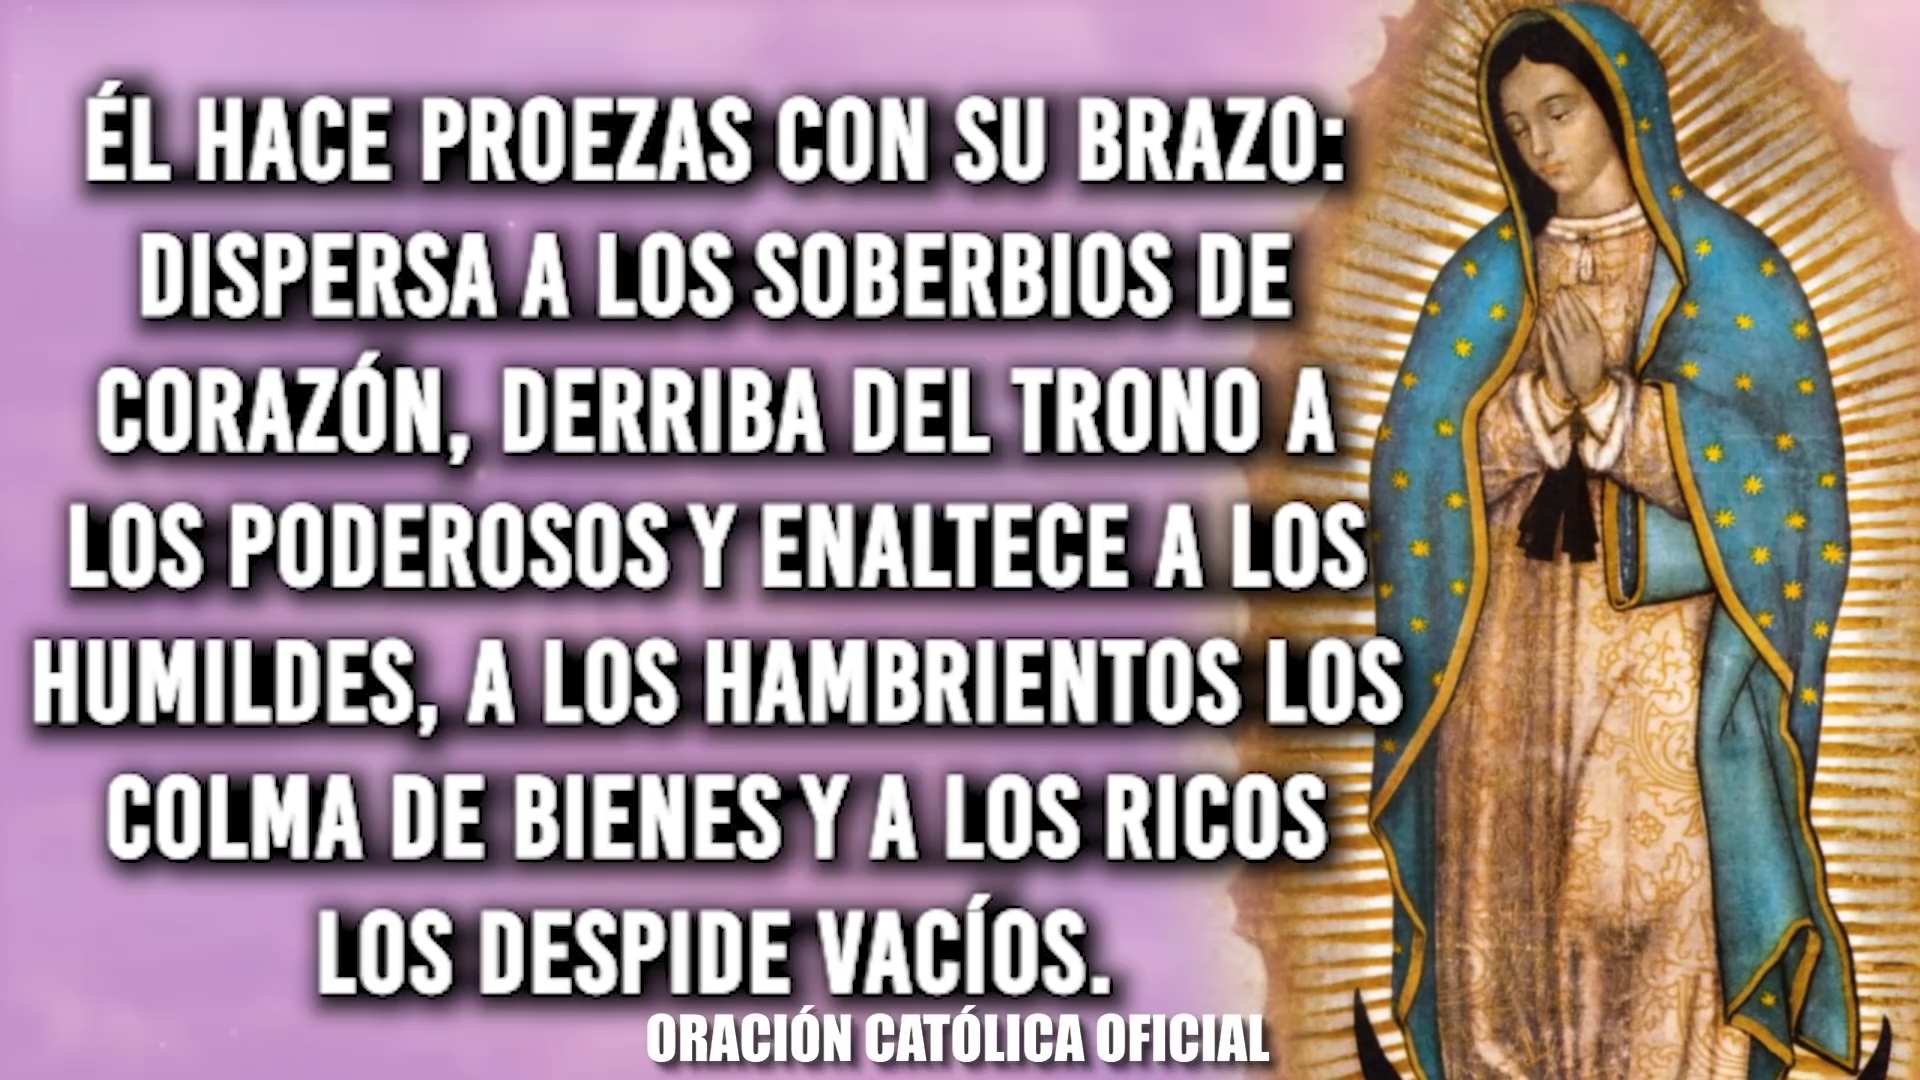 ÉL HACE PROEZAS CON SU BRAZO:
DISPERSA A LOS SOBERBIOS DE
CORAZÓN, DERRIBA DEL TRONO A
LOS PODEROSOS Y ENALTECE A LOS
HUMILDES, A LOS HAMBRIENTOS LOS
COLMA DE BIENES Y A LOS RICOS
LOS DESPIDE VACÍOS.
ORACIÓN CATÓLICA OFICIAL